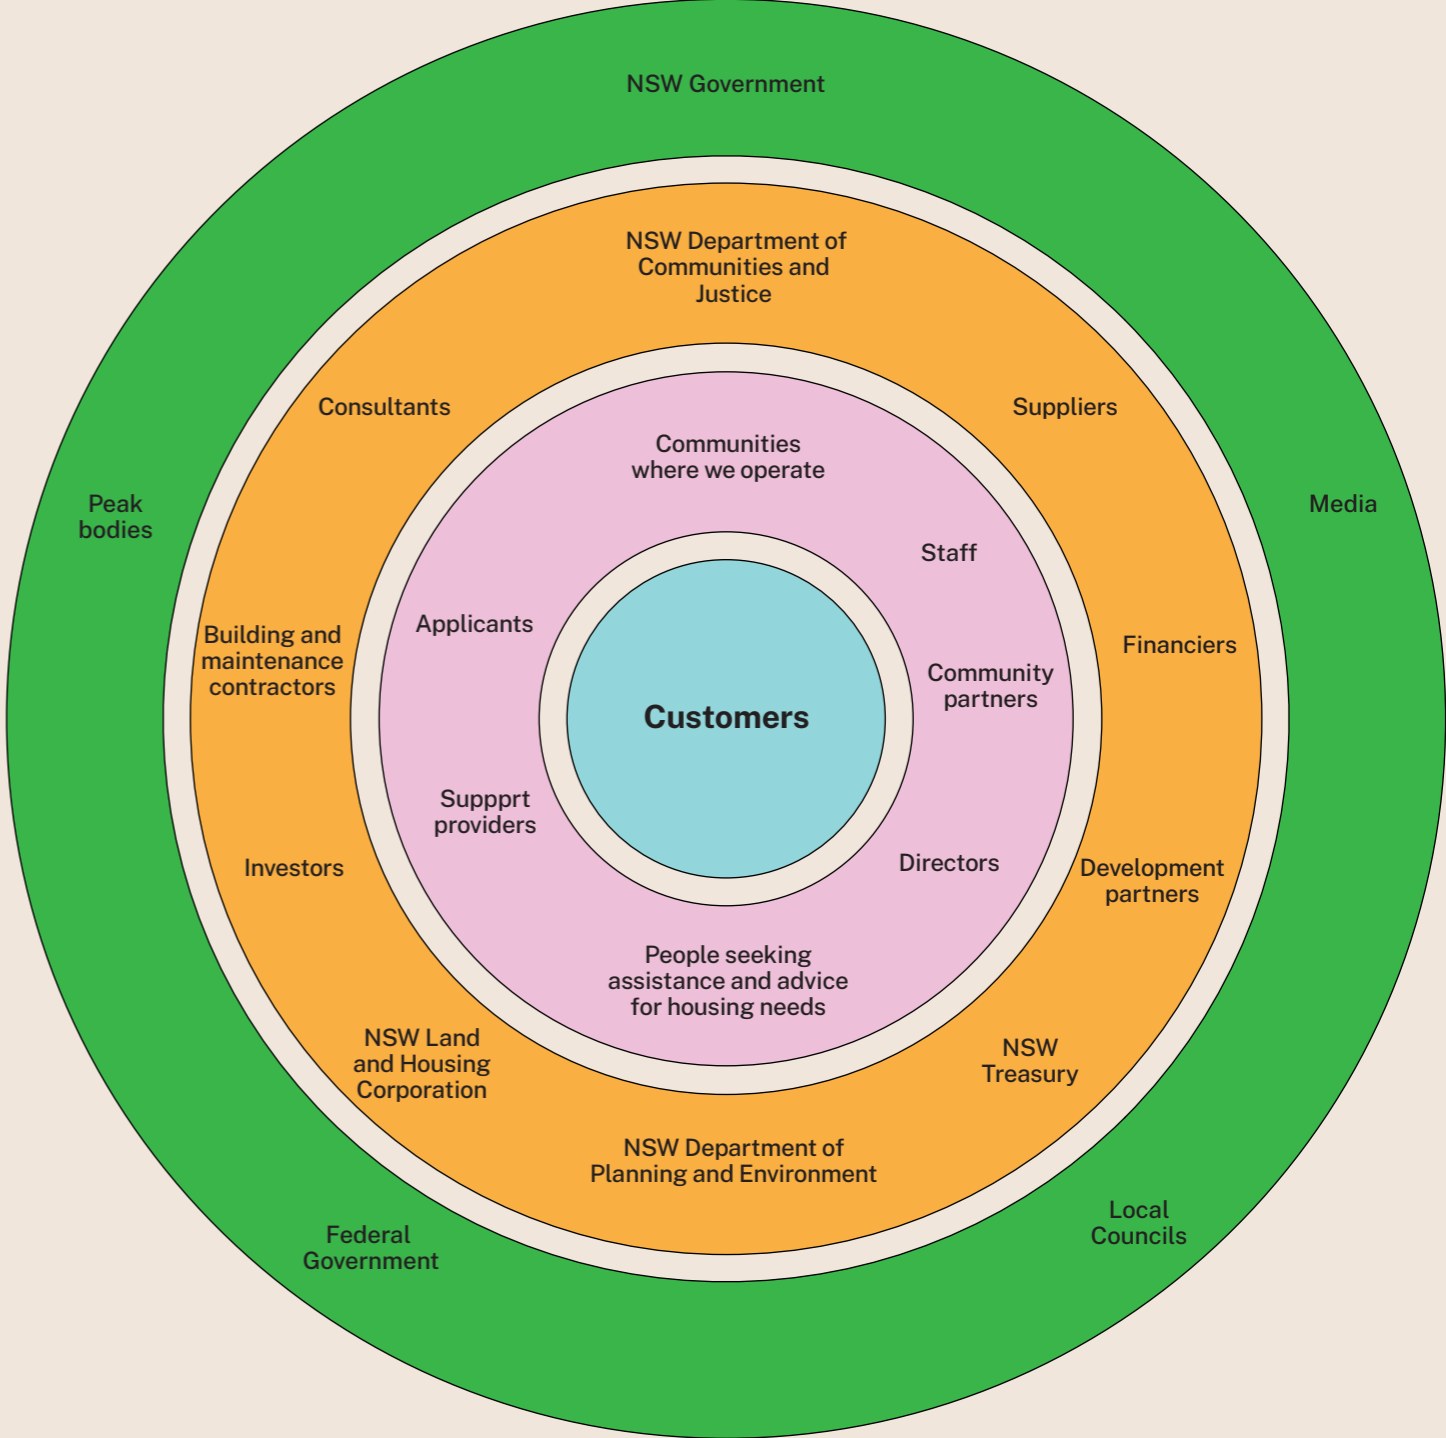 NSW Government
NSW Department of
Communities and
Justice
Consultants
Suppliers
Communities
where we operate
Peak
bodies
Media
Staff
Applicants
Building and
maintenance
contractors
Financiers
Community
partners
Customers
Suppprt
providers
Investors
Directors
Development
partners
People seeking
assistance and advice
for housing needs
NSW Land
and Housing
Corporation
NSW
Treasury
NSW Department of
Planning and Environment
Federal
Government
Local
Councils